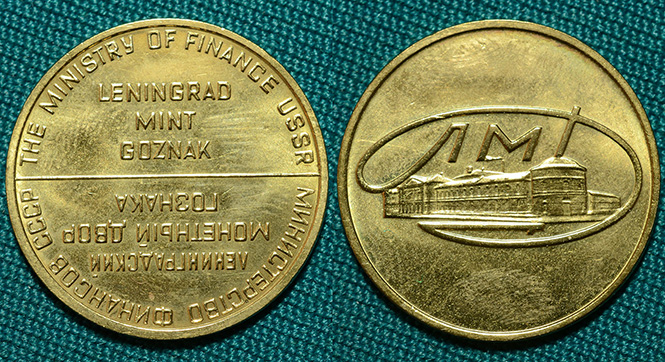 THE MINISTRY OF FINANCE USSR
LENINGRAD
MINT
GOZNAK
МИНИСТЕРСТВО ФИНАНСОВ СССР
ЛЕНИНГРАДСКИЙ
МОНЕТНЫЙ ДВОР
ГОЗНАКА
ЛМД